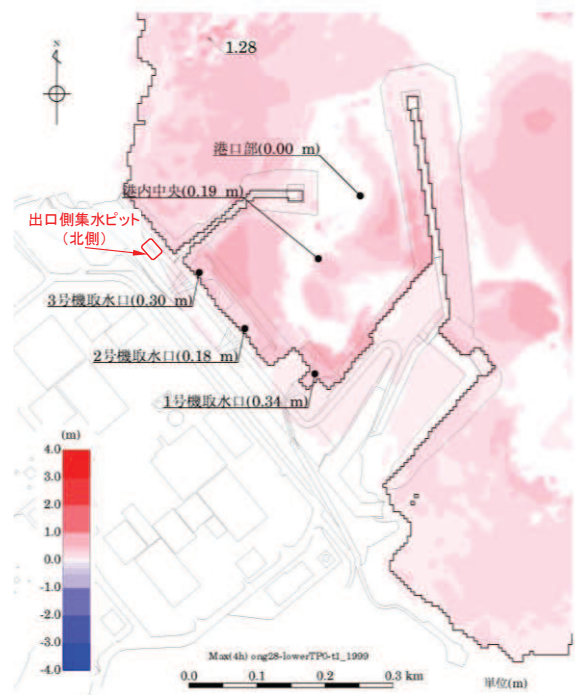 N
1.28
港口部(0.00 m)
港内中央(0.19 m)
出口側集水ピット
（北側）
3号機取水口(0.30 m)
2号機取水口(0.18 m)
1号機取水口(0.34 m)
(m)
4.0
3.0
2.0
1.0
0.0
-1.0
-2.0
-3.0
-4.0
Max(4h) ong28-lowerTP0-t1_1999
0.0 0.1 0.2 0.3 km
単位(m)